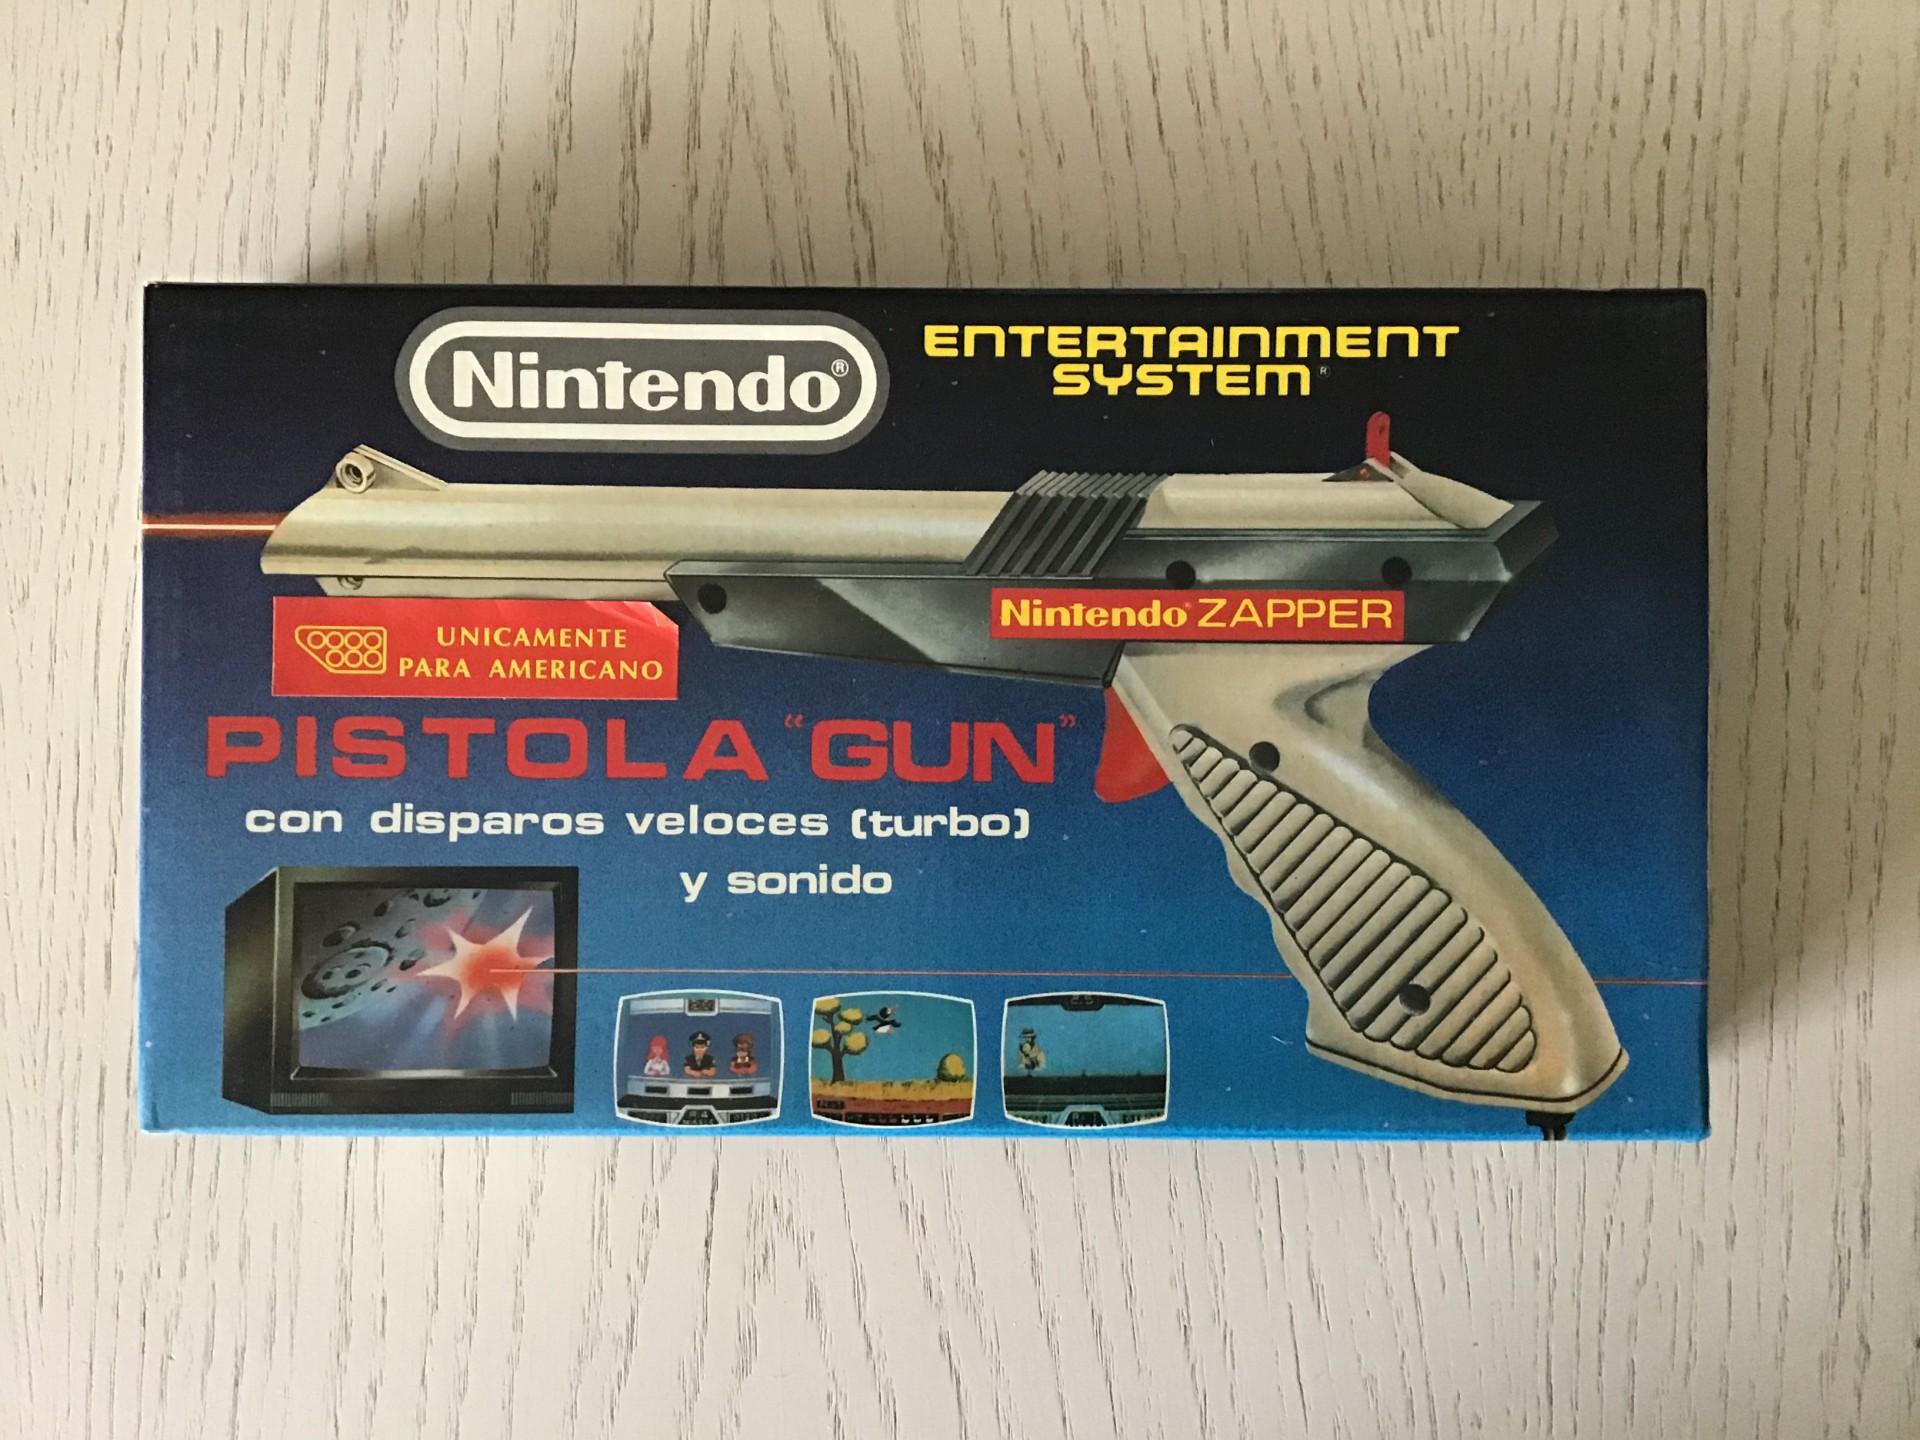 Nintendo®
ENTERTAINMENT
SYSTEM®
Nintendo® ZAPPER
UNICAMENTE
PARA AMERICANO
PISTOLA "GUN"
con disparos veloces (turbo)
y sonido